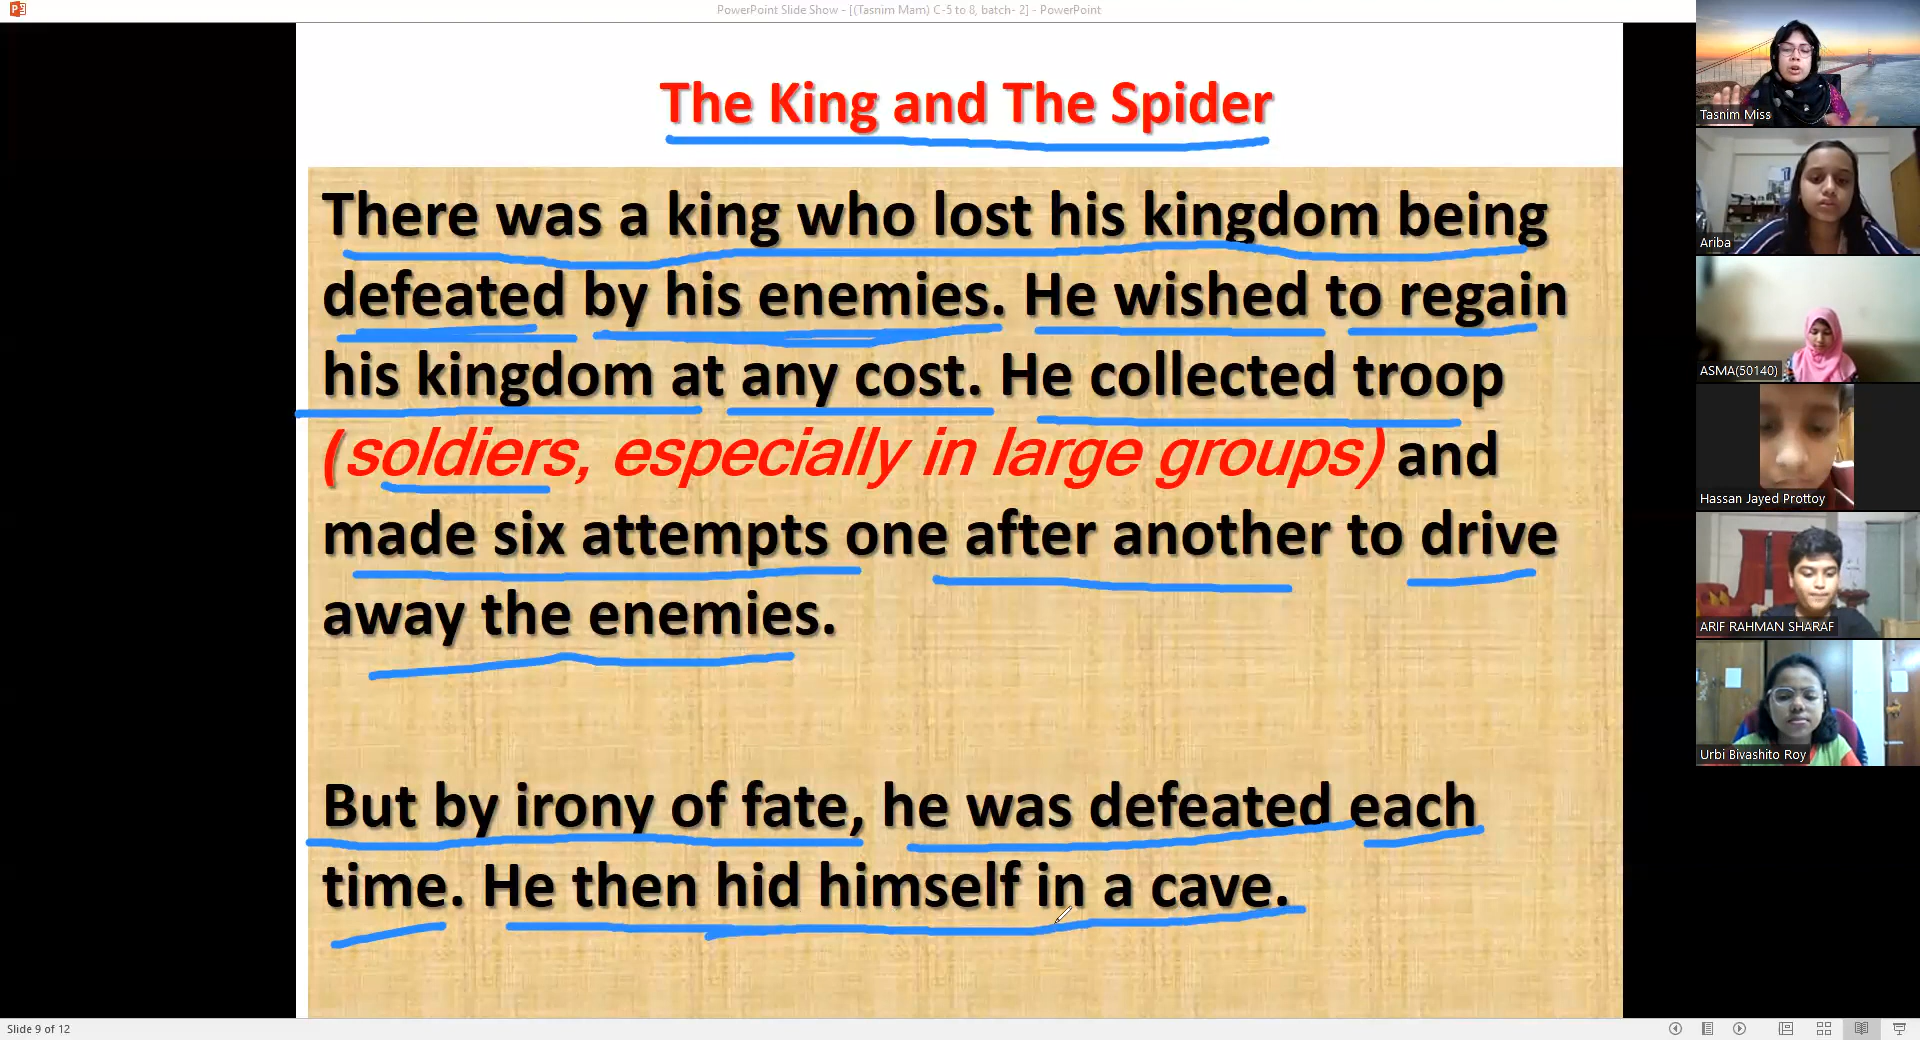 PowerPoint Slide Show - [(Tasnim Mam) C-5 to 8, batch- 2] - PowerPoint
The King and The Spider
There was a king who lost his kingdom being
defeated by his enemies. He wished to regain
his kingdom at any cost. He collected troop
(soldiers, especially in large groups) and
made six attempts one after another to drive
away the enemies.
But by irony of fate, he was defeated each
time. He then hid himself in a cave.
Tasnim Miss
Ariba
ASMA(50140)
Hassan Jayed Prottoy
ARIF RAHMAN SHARAF
Urbi Bivashito Roy
Slide 9 of 12